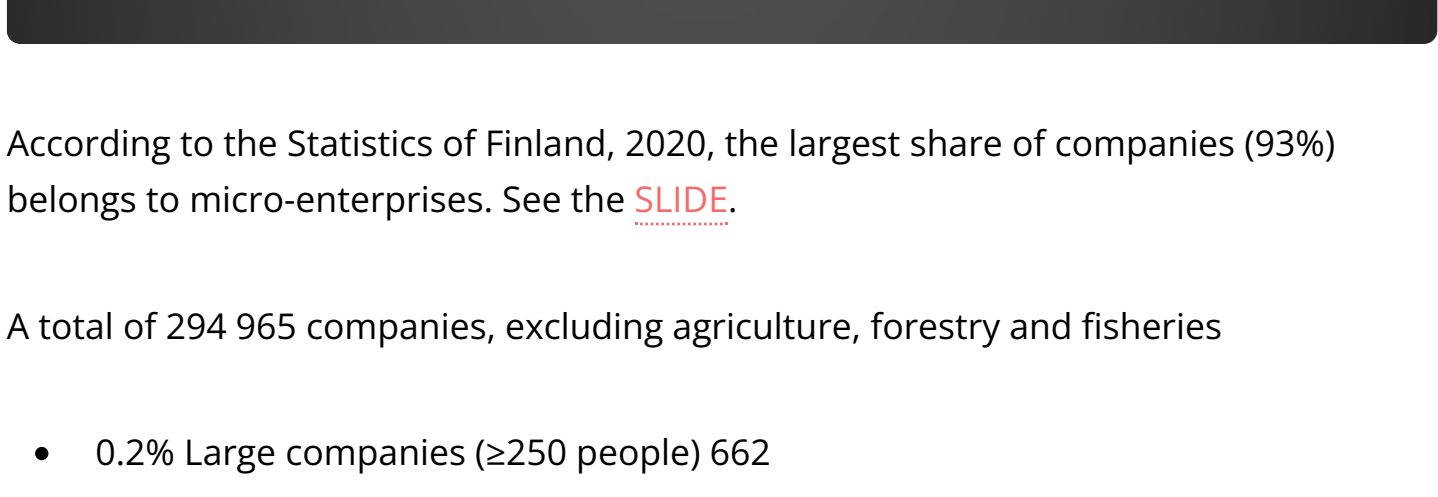 According to the Statistics of Finland, 2020, the largest share of companies (93%)
belongs to micro-enterprises. See the SLIDE.
A total of 294 965 companies, excluding agriculture, forestry and fisheries
• 0.2% Large companies (≥250 people) 662